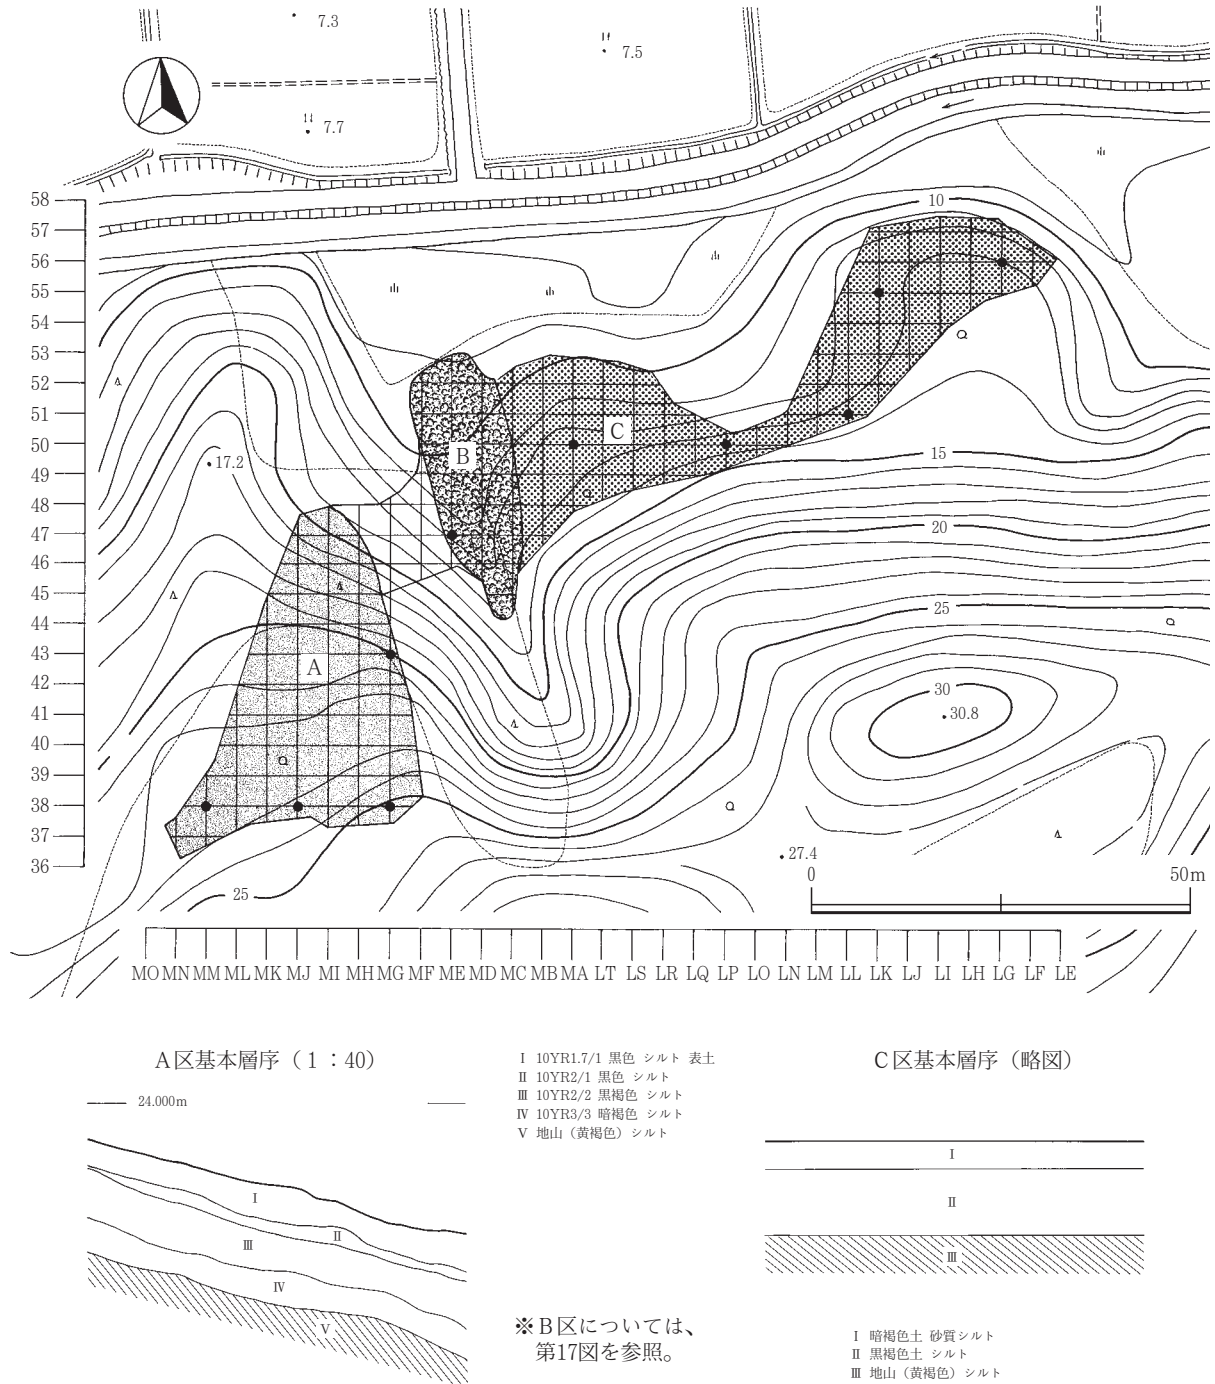 7.3
7.5
7.7
58
57
56
55
54
53
52
51
50
49
48
47
46
45
44
43
42
41
40
39
38
37
36
10
C
B
17.2
15
20
25
A
30
30.8
27.4
25
0 50m
MO MN MM ML MK MJ MI MH MG MF ME MD MC MB MA LT LS LR LQ LP LO LN LM LL LK LJ LI LH LG LF LE
A区基本層序(1:40)
24.000m
Ⅰ
Ⅱ
Ⅲ
Ⅳ
Ⅴ
Ⅰ 10YR1.7/1 黒色 シルト 表土
Ⅱ 10YR2/1 黒色 シルト
Ⅲ 10YR2/2 黒褐色 シルト
Ⅳ 10YR3/3 暗褐色 シルト
Ⅴ 地山(黄褐色)シルト
※B区については、
第17図を参照。
C区基本層序(略図)
Ⅰ
Ⅱ
Ⅲ
Ⅰ 暗褐色土 砂質シルト
Ⅱ 黒褐色土 シルト
Ⅲ 地山(黄褐色)シルト